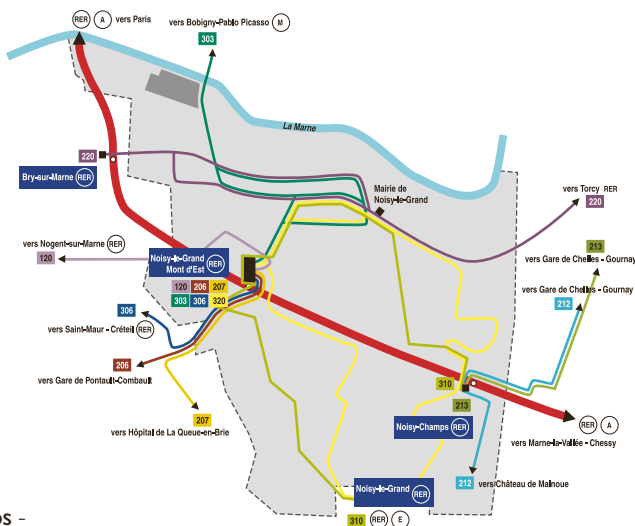 RER A vers Paris
vers Bobigny-Pablo Picasso M
303
La Marne
220
Bry-sur-Marne RER
Mairie de
Noisy-le-Grand
vers Torcy RER
220
vers Nogent-sur-Marne RER
120
Noisy-le-Grand
Mont d'Est RER
120 206 207
303 306 320
213
vers Gare de Chelles - Gournay
vers Gare de Chelles - Gournay
212
306
vers Saint-Maur - Créteil RER
206
vers Gare de Pontault-Combault
207
vers Hôpital de La Queue-en-Brie
310
213
Noisy-Champs RER
RER A
vers Marne-la-Vallée - Chessy
212 vers Château de Malnoue
Noisy-le-Grand RER
310 RER E